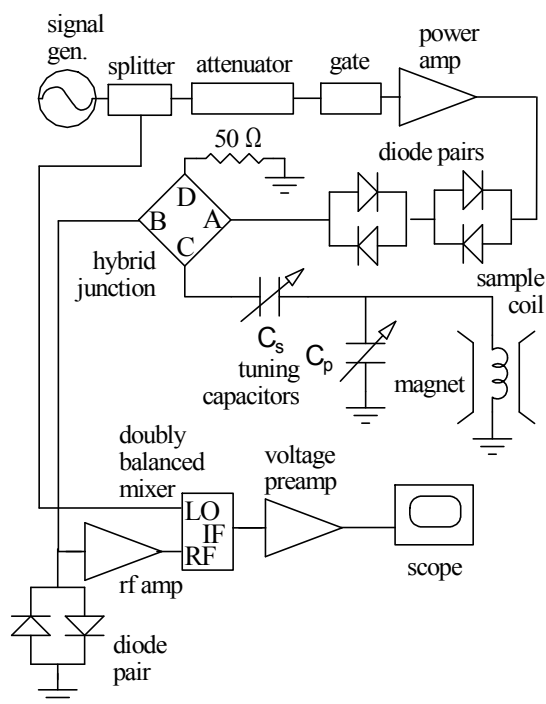 signal
gen.
splitter
attenuator
gate
power
amp
50 Ω
diode pairs
D
B
A
C
hybrid
junction
sample
coil
Cs
tuning
capacitors
Cp
magnet
doubly
balanced
mixer
voltage
preamp
LO
IF
RF
rf amp
scope
diode
pair